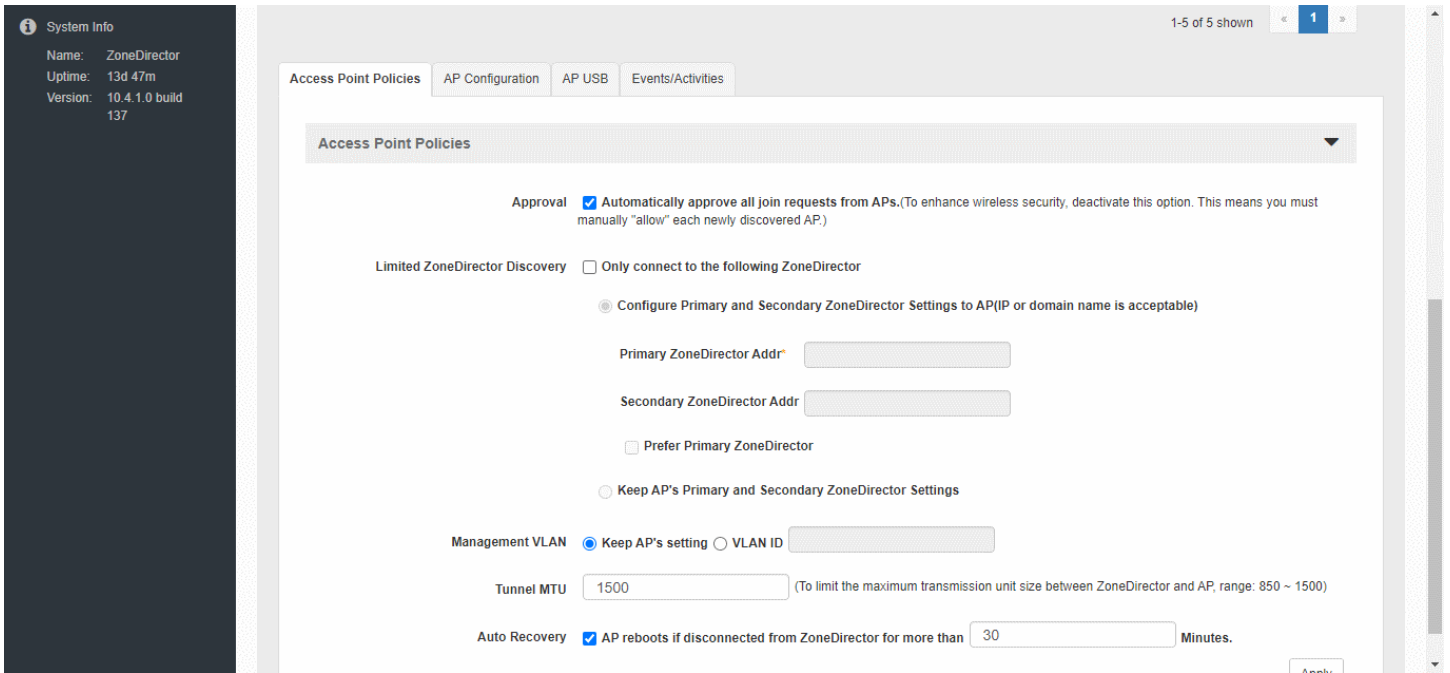 System Info
Name: ZoneDirector
Uptime: 13d 47m
Version: 10.4.1.0 build
137
1-5 of 5 shown « 1 »
Access Point Policies AP Configuration AP USB Events/Activities
Access Point Policies
Approval Automatically approve all join requests from APs.(To enhance wireless security, deactivate this option. This means you must
manually "allow" each newly discovered AP.)
Limited ZoneDirector Discovery Only connect to the following ZoneDirector
Configure Primary and Secondary ZoneDirector Settings to AP(IP or domain name is acceptable)
Primary ZoneDirector Addr*
Secondary ZoneDirector Addr
Prefer Primary ZoneDirector
Keep AP's Primary and Secondary ZoneDirector Settings
Management VLAN Keep AP's setting VLAN ID
Tunnel MTU 1500 (To limit the maximum transmission unit size between ZoneDirector and AP, range: 850 ~ 1500)
Auto Recovery AP reboots if disconnected from ZoneDirector for more than 30 Minutes.
Apply